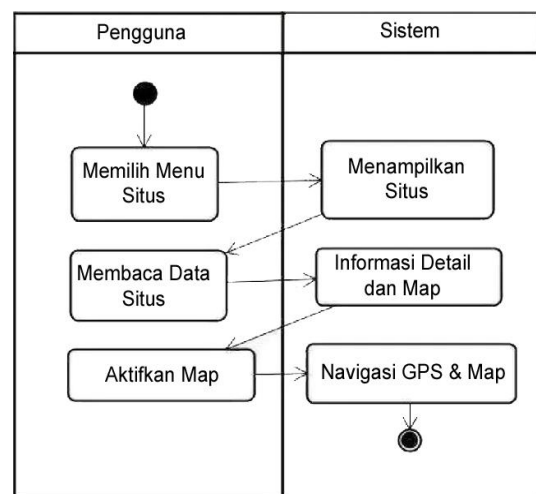 Pengguna
Sistem
Memilih Menu
Situs
Menampilkan
Situs
Membaca Data
Situs
Informasi Detail
dan Map
Aktifkan Map
Navigasi GPS & Map